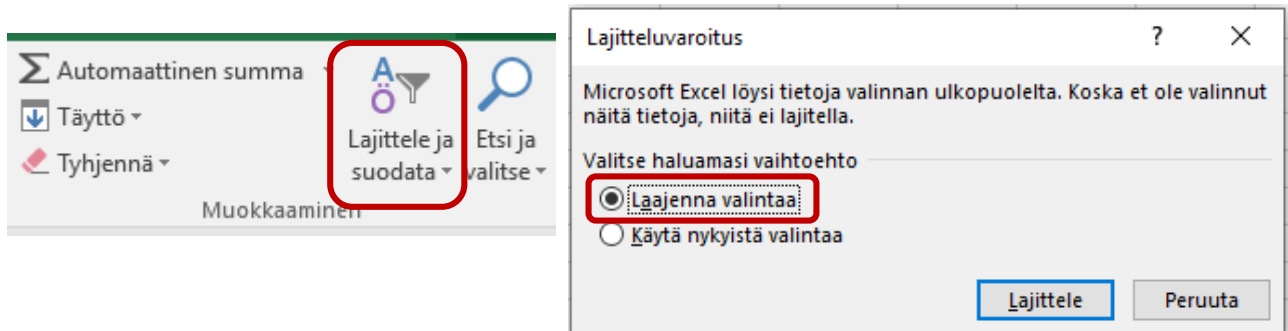 Automaattinen summa
Täyttö
Tyhjennä
A
Ö
Lajittele ja
suodata
Etsi ja
valitse
Muokkaaminen
Lajitteluvaroitus
?
Microsoft Excel löysi tietoja valinnan ulkopuolelta. Koska et ole valinnut
näitä tietoja, niitä ei lajitella.
Valitse haluamasi vaihtoehto
Laajenna valintaa
Käytä nykyistä valintaa
Lajittele
Peruuta